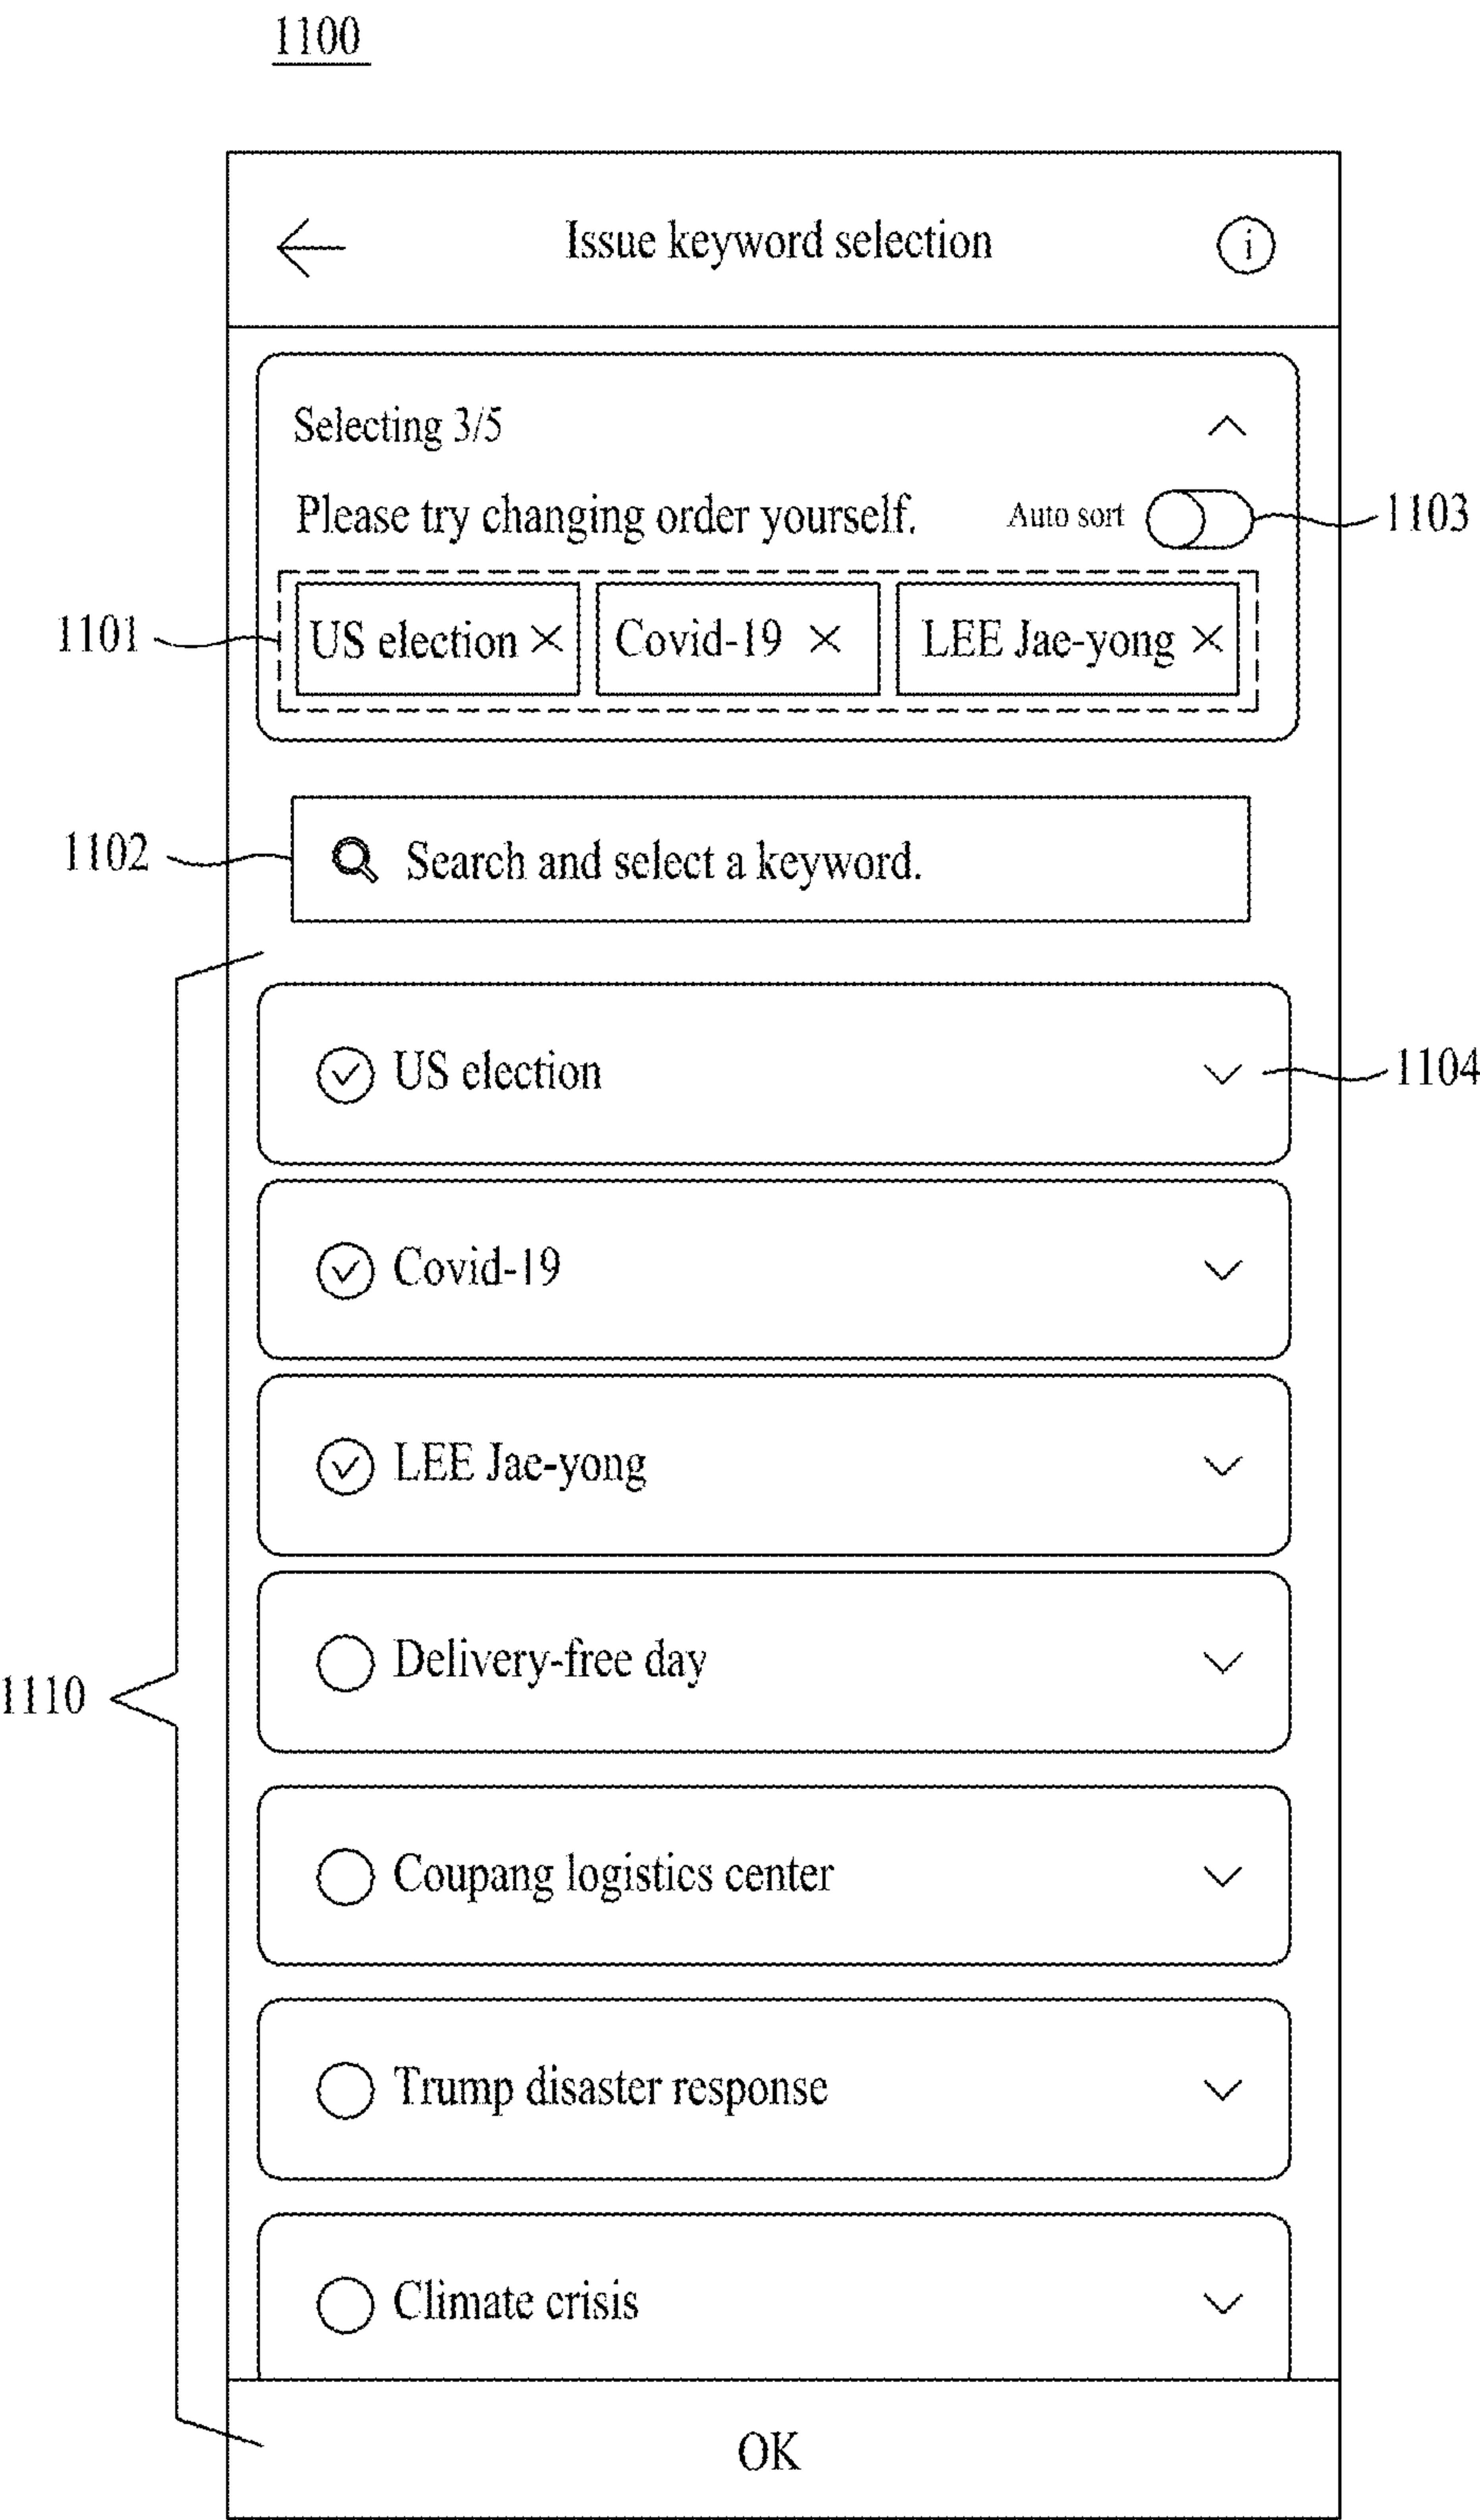 1100
Issue keyword selection
i
Selecting 3/5
Please try changing order yourself.
Auto sort
1103
1101
US election
Covid-19
LEE Jae-yong
1102
Search and select a keyword.
US election
1104
Covid-19
LEE Jae-yong
Delivery-free day
1110
Coupang logistics center
Trump disaster response
Climate crisis
OK